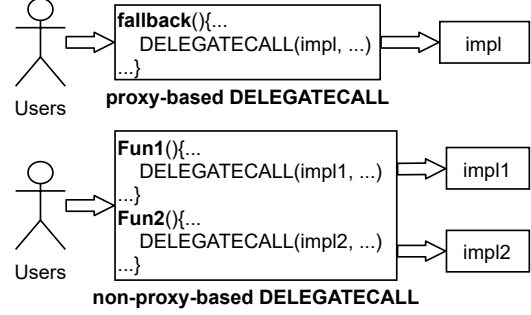 fallback(){...
DELEGATECALL(impl, ...)
...}
impl
Users
proxy-based DELEGATECALL
Fun1(){...
DELEGATECALL(impl1, ...)
...}
impl1
Fun2(){...
DELEGATECALL(impl2, ...)
...}
impl2
Users
non-proxy-based DELEGATECALL